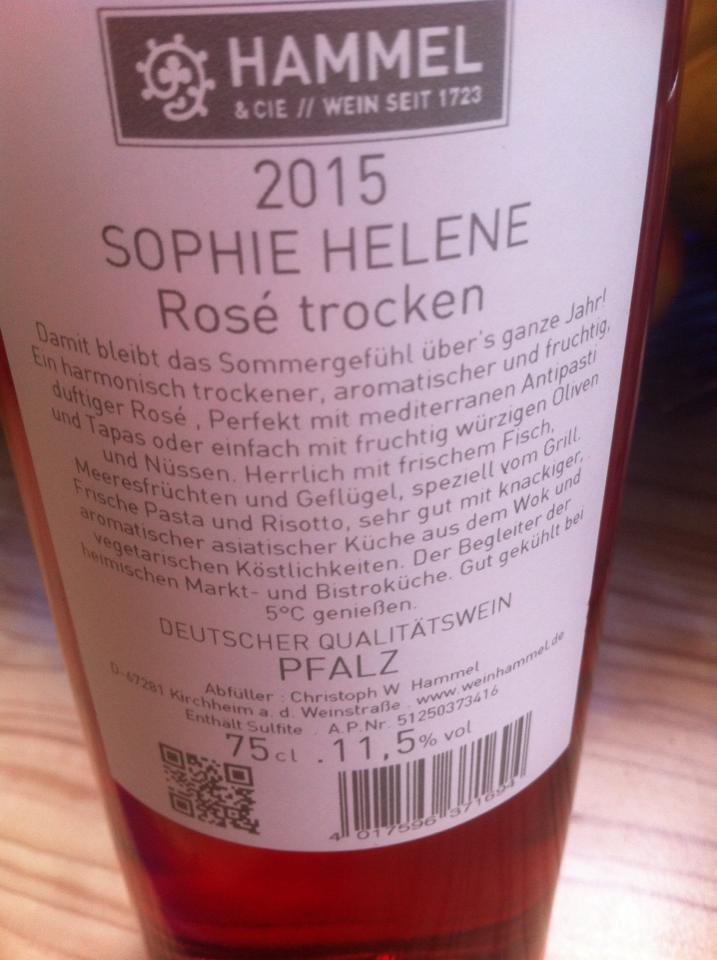 HAMMEL
& CIE // WEIN SEIT 1723
2015
SOPHIE HELENE
Rosé trocken
Damit bleibt das Sommergefühl über's ganze Jahr!
Ein harmonisch trockener, aromatischer und fruchtig,
duftiger Rosé , Perfekt mit mediterranen Antipasti
und Tapas oder einfach mit fruchtig würzigen Oliven
und Nüssen. Herrlich mit frischem Fisch,
Meeresfrüchten und Geflügel, speziell vom Grill.
Frische Pasta und Risotto, sehr gut mit knackiger,
aromatischer asiatischer Küche aus dem Wok und
vegetarischen Köstlichkeiten. Der Begleiter der
heimischen Markt- und Bistroküche. Gut gekühlt bei
5°C genießen.
DEUTSCHER QUALITÄTSWEIN
PFALZ
Abfüller : Christoph W Hammel
D-67281 Kirchheim a. d. Weinstraße . www.weinhammel.de
Enthält Sulfite . A.P.Nr. 51250373416
75cl . 11,5% vol
4 017596 371694